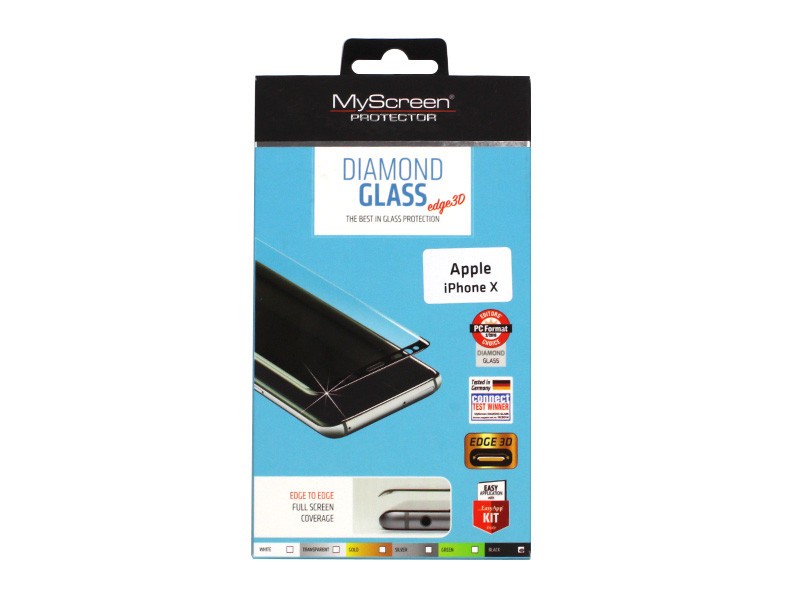 MyScreen®
PROTECTOR
DIAMOND
GLASS
edge3D
THE BEST IN GLASS PROTECTION
Apple
iPhone X
EDITORS'
PC Format
CHOICE
DIAMOND
GLASS
Tested in
Germany
connect
TEST WINNER
EDGE 3D
EASY
APPLICATION
with
EasyApp
KIT
EDGE TO EDGE
FULL SCREEN
COVERAGE
WHITE TRANSPARENT GOLD SILVER GREEN BLACK